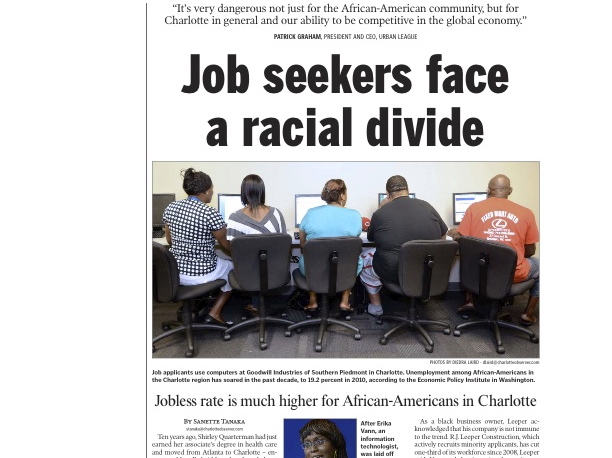 “It's very dangerous not just for the African-American community, but for
Charlotte in general and our ability to be competitive in the global economy.”
PATRICK GRAHAM, PRESIDENT AND CEO, URBAN LEAGUE
Job seekers face
a racial divide
PHOTOS BY DIEDRA LAIRD - dlaird@charlotteobserver.com
Job applicants use computers at Goodwill Industries of Southern Piedmont in Charlotte. Unemployment among African-Americans in
the Charlotte region has soared in the past decade, to 19.2 percent in 2010, according to the Economic Policy Institute in Washington.
Jobless rate is much higher for African-Americans in Charlotte
BY SANETTE TANAKA
stanaka@charlotteobserver.com
Ten years ago, Shirley Quarterman had just
earned her associate's degree in health care
and moved from Atlanta to Charlotte – en-
After Erika
Vann, an
information
technologist,
was laid off
As a black business owner, Leeper ac-
knowledged that his company is not immune
to the trend. R.J. Leeper Construction, which
actively recruits minority applicants, has cut
one-third of its workforce since 2008, Leeper